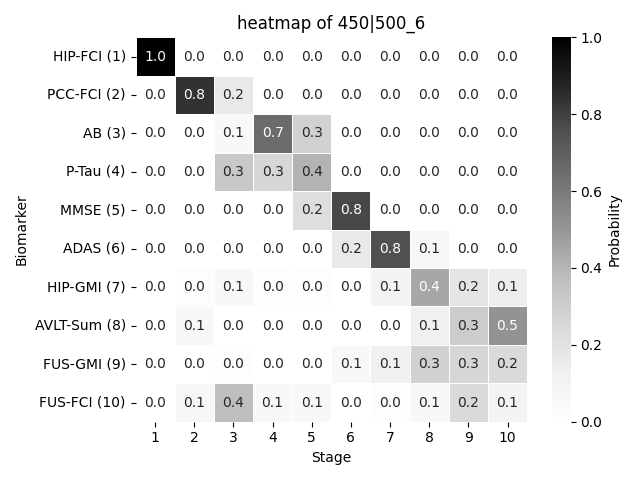 heatmap of 450|500_6
HIP-FCI (1) 1.0 0.0 0.0 0.0 0.0 0.0 0.0 0.0 0.0 0.0
PCC-FCI (2) 0.0 0.8 0.2 0.0 0.0 0.0 0.0 0.0 0.0 0.0
AB (3) 0.0 0.0 0.1 0.7 0.3 0.0 0.0 0.0 0.0 0.0
P-Tau (4) 0.0 0.0 0.3 0.3 0.4 0.0 0.0 0.0 0.0 0.0
MMSE (5) 0.0 0.0 0.0 0.0 0.2 0.8 0.0 0.0 0.0 0.0
ADAS (6) 0.0 0.0 0.0 0.0 0.0 0.2 0.8 0.1 0.0 0.0
HIP-GMI (7) 0.0 0.0 0.1 0.0 0.0 0.0 0.1 0.4 0.2 0.1
AVLT-Sum (8) 0.0 0.1 0.0 0.0 0.0 0.0 0.0 0.1 0.3 0.5
FUS-GMI (9) 0.0 0.0 0.0 0.0 0.0 0.1 0.1 0.3 0.3 0.2
FUS-FCI (10) 0.0 0.1 0.4 0.1 0.1 0.0 0.0 0.1 0.2 0.1
1 2 3 4 5 6 7 8 9 10
Stage
Biomarker
1.0
0.8
0.6
0.4
0.2
0.0
Probability